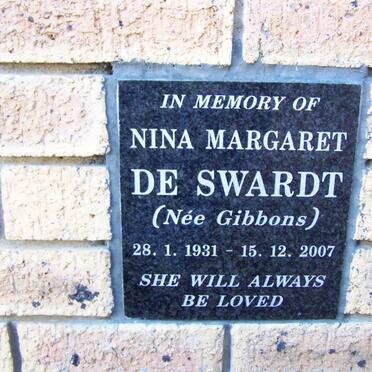 IN MEMORY OF
NINA MARGARET
DE SWARDT
(Née Gibbons)
28. 1. 1931 - 15. 12. 2007
SHE WILL ALWAYS
BE LOVED